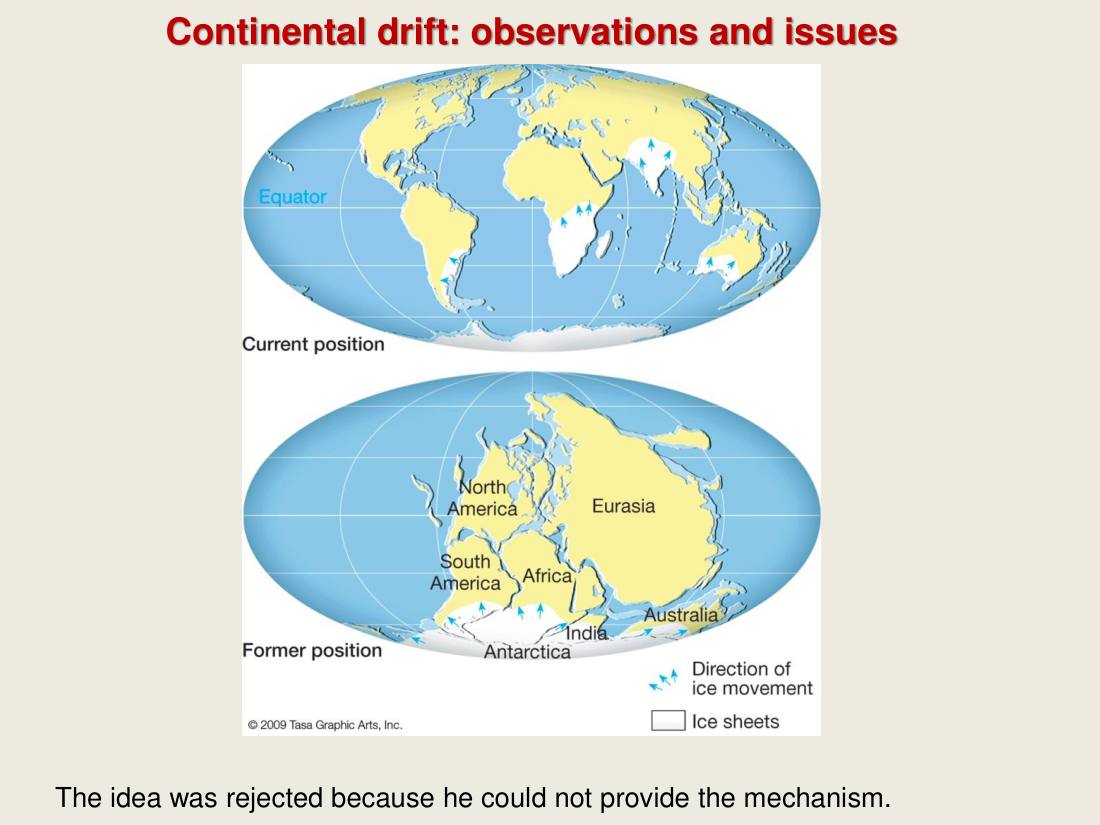 Continental drift: observations and issues
Equator
Current position
North
America
Eurasia
South
America
Africa
Australia
India
Antarctica
Former position
Direction of
ice movement
Ice sheets
© 2009 Tasa Graphic Arts, Inc.
The idea was rejected because he could not provide the mechanism.